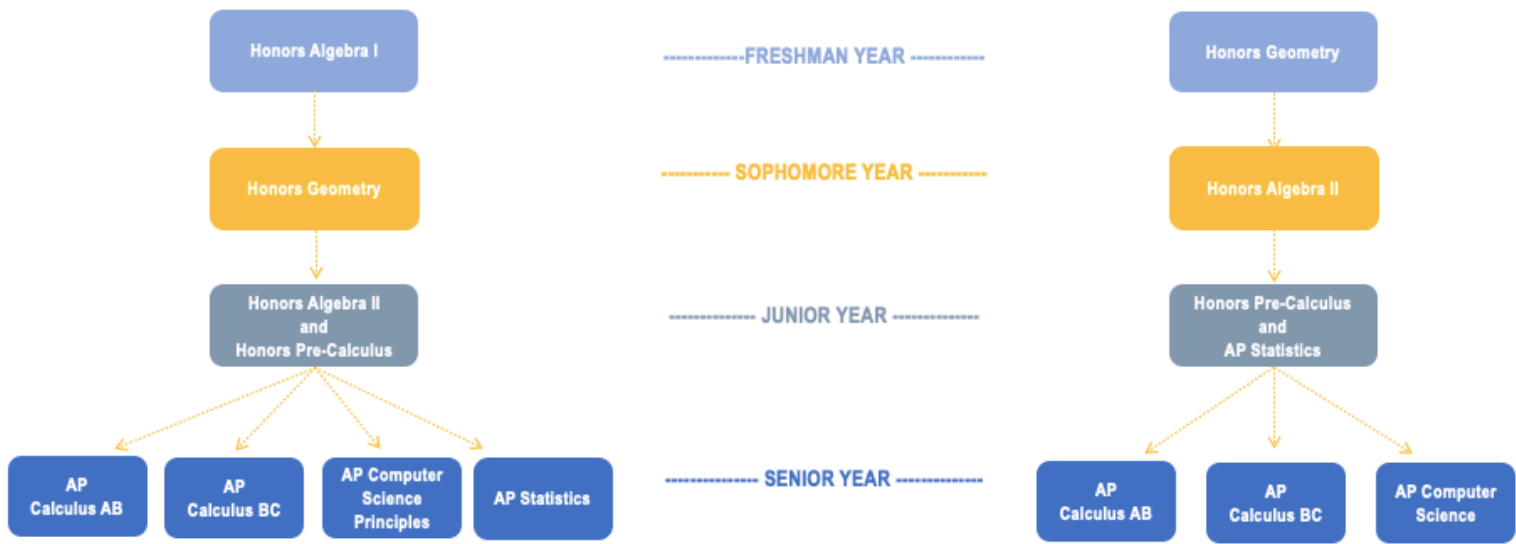 Honors Algebra I
-------------FRESHMAN YEAR ------------
Honors Geometry
Honors Geometry
----------- SOPHOMORE YEAR -----------
Honors Algebra II
Honors Algebra II
and
Honors Pre-Calculus
-------------- JUNIOR YEAR --------------
Honors Pre-Calculus
and
AP Statistics
AP
Calculus AB
AP
Calculus BC
AP Computer
Science
Principles
AP Statistics
--------------- SENIOR YEAR --------------
AP
Calculus AB
AP
Calculus BC
AP Computer
Science